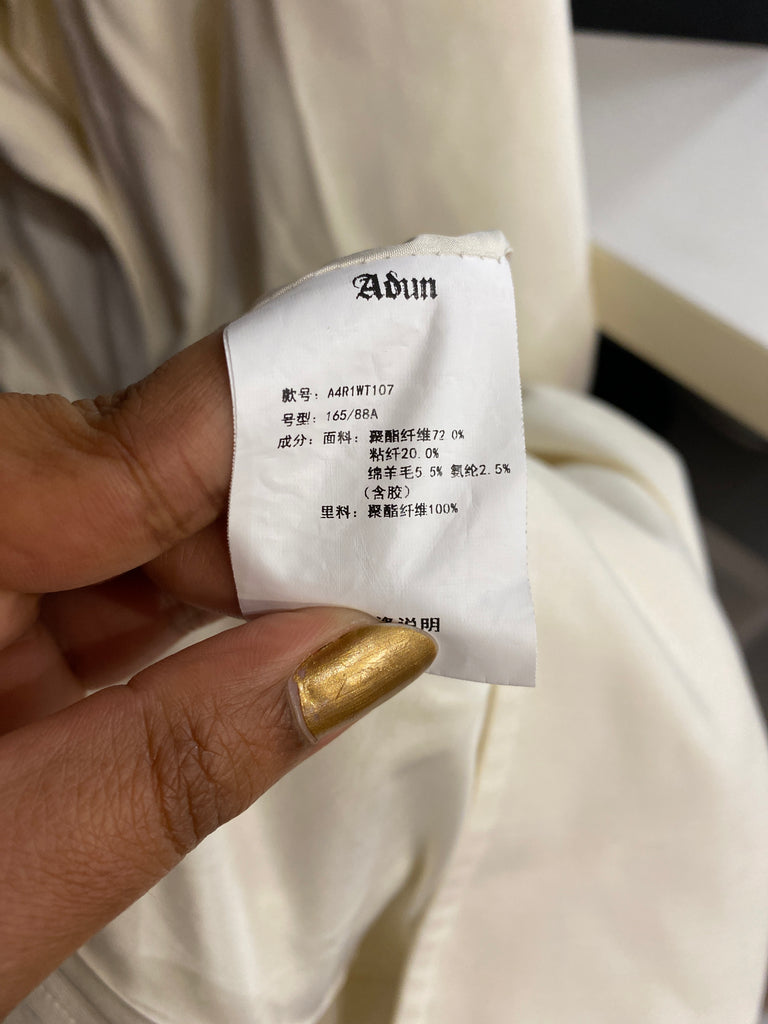 Adun
款号：A4R1WT107
号型：165/88A
成分：面料：聚酯纤维72.0%
粘纤20.0%
绵羊毛5.5% 氨纶2.5%
（含胶）
里料：聚酯纤维100%
说明